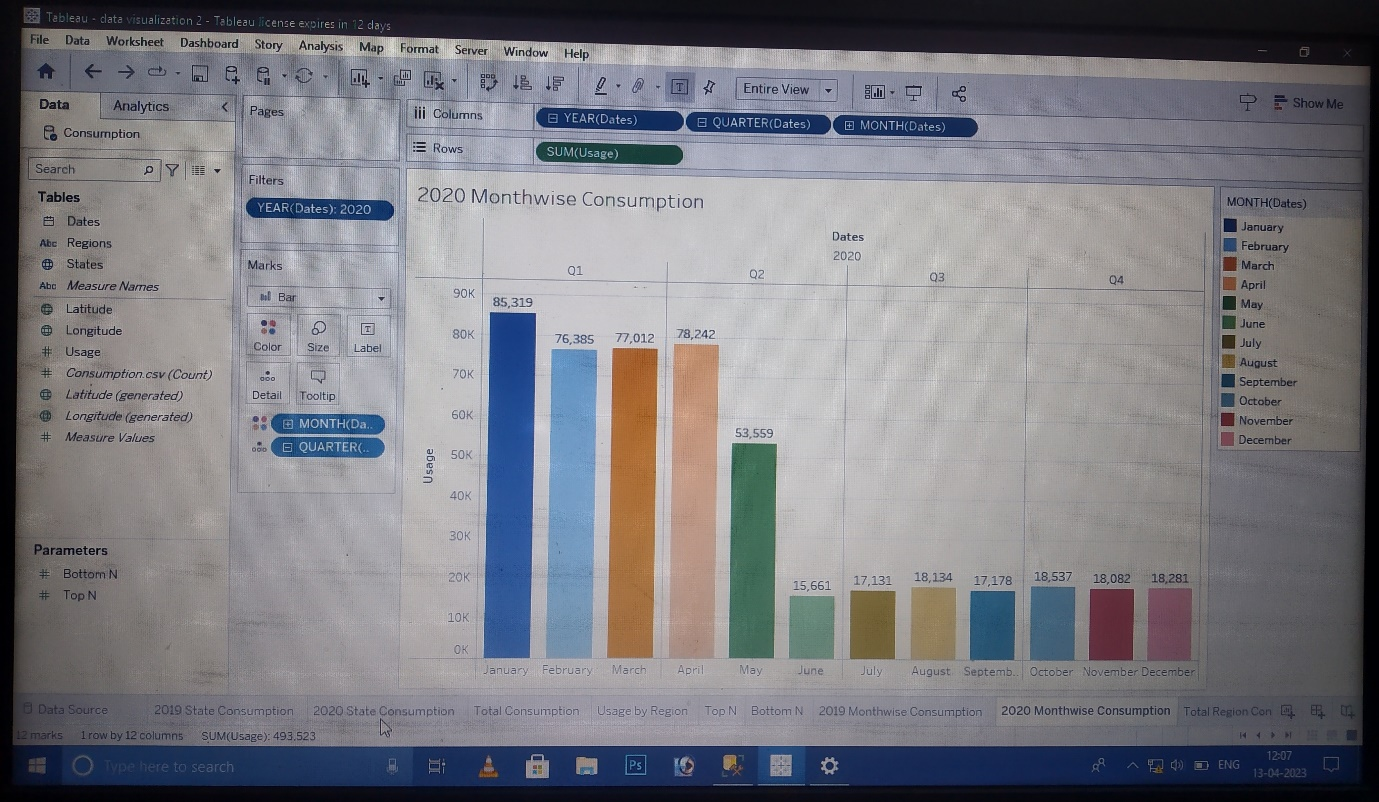 Tableau - data visualization 2 - Tableau license expires in 12 days
File Data Worksheet Dashboard Story Analysis Map Format Server Window Help
Entire View
Show Me
Data Analytics
Consumption
Search
Tables
Dates
Abc Regions
States
Abc Measure Names
Latitude
Longitude
# Usage
# Consumption.csv (Count)
Latitude (generated)
Longitude (generated)
# Measure Values
Parameters
# Bottom N
# Top N
Pages
Filters
YEAR(Dates): 2020
Marks
Bar
Color Size Label
Detail Tooltip
MONTH(Da..
QUARTER(..
Columns YEAR(Dates) QUARTER(Dates) MONTH(Dates)
Rows SUM(Usage)
2020 Monthwise Consumption
Dates
2020
Q1 Q2 Q3 Q4
Usage
90K
80K
70K
60K
50K
40K
30K
20K
10K
0K
85,319 76,385 77,012 78,242 53,559 15,661 17,131 18,134 17,178 18,537 18,082 18,281
January February March April May June July August Septemb.. October November December
MONTH(Dates)
January
February
March
April
May
June
July
August
September
October
November
December
Data Source 2019 State Consumption 2020 State Consumption Total Consumption Usage by Region Top N Bottom N 2019 Monthwise Consumption 2020 Monthwise Consumption Total Region Con
12 marks 1 row by 12 columns SUM(Usage): 493,523
Type here to search
Ps
ENG
12:07
13-04-2023